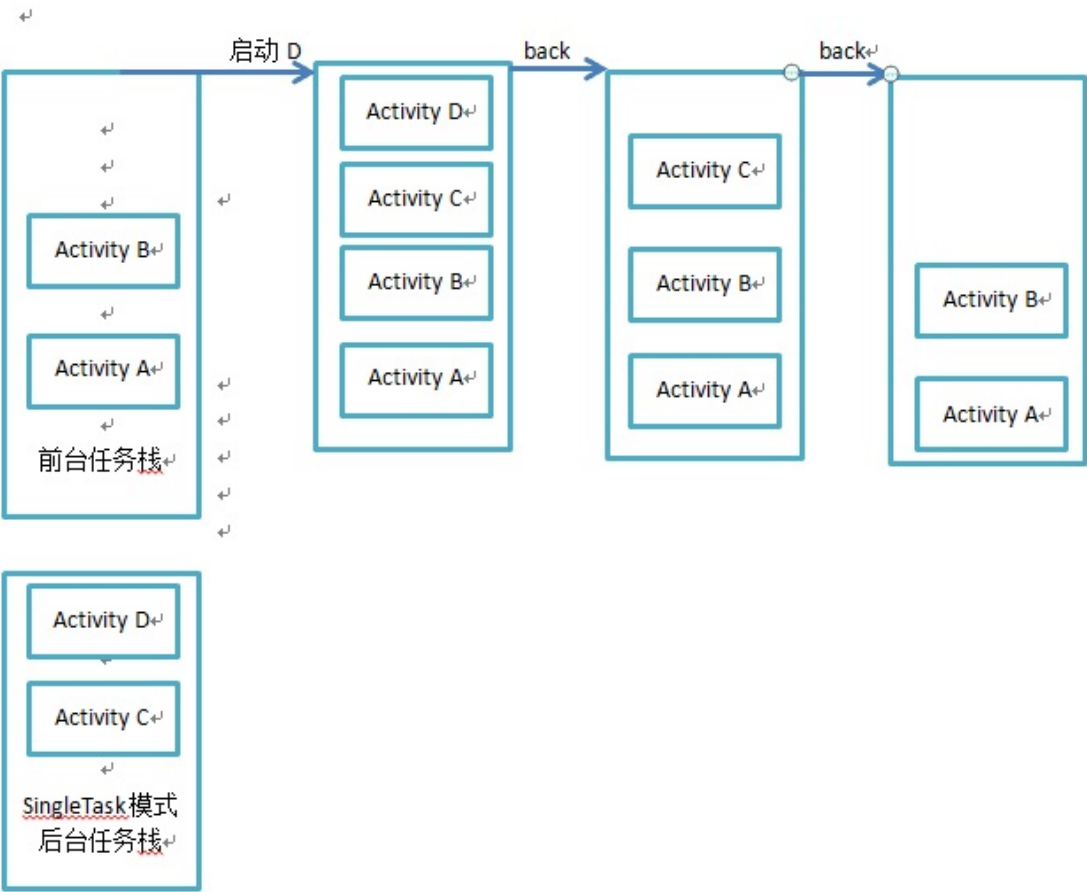 启动 D
back
back
Activity B
Activity A
前台任务栈
Activity D
Activity C
Activity B
Activity A
Activity C
Activity B
Activity A
Activity B
Activity A
Activity D
Activity C
SingleTask模式
后台任务栈